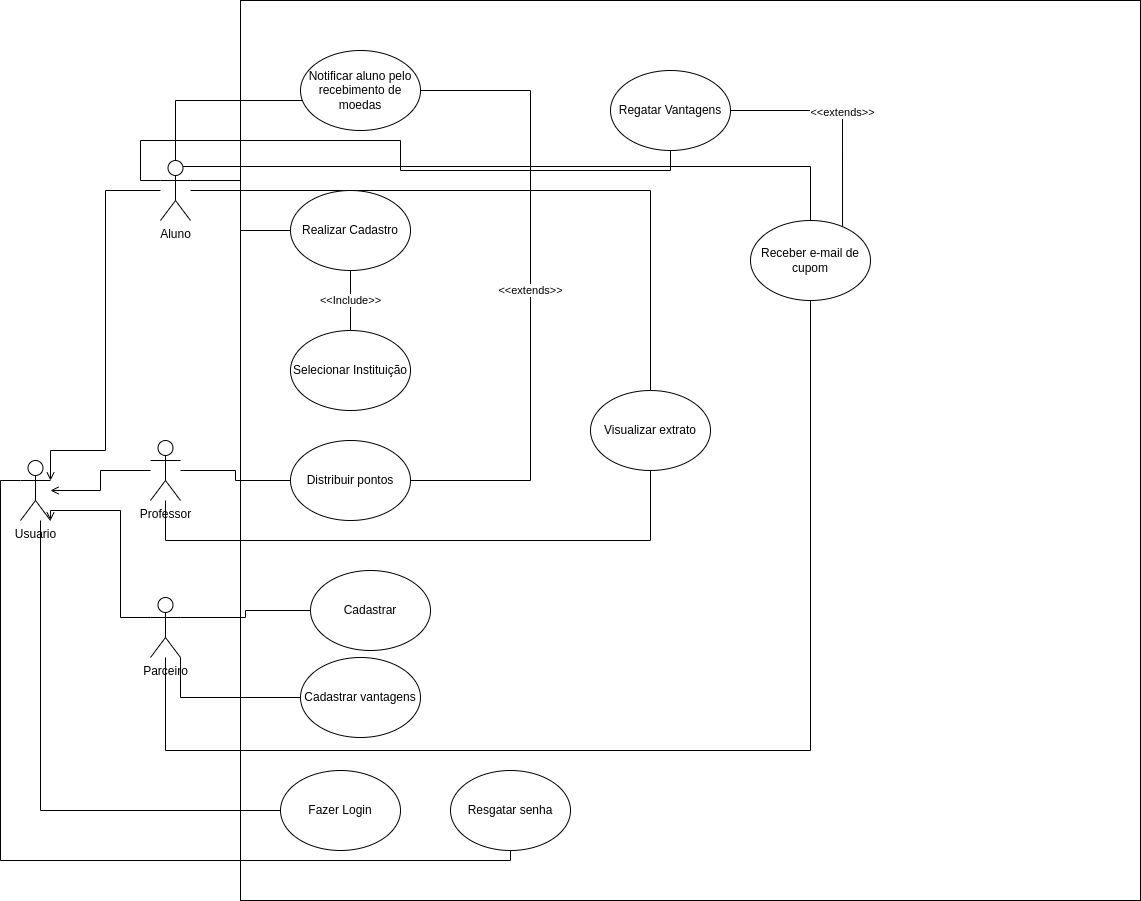 Notificar aluno pelo
recebimento de
moedas
Regatar Vantagens
<<extends>>
Aluno
Realizar Cadastro
Receber e-mail de
cupom
<<Include>>
<<extends>>
Selecionar Instituição
Visualizar extrato
Distribuir pontos
Professor
Usuario
Cadastrar
Parceiro
Cadastrar vantagens
Fazer Login
Resgatar senha